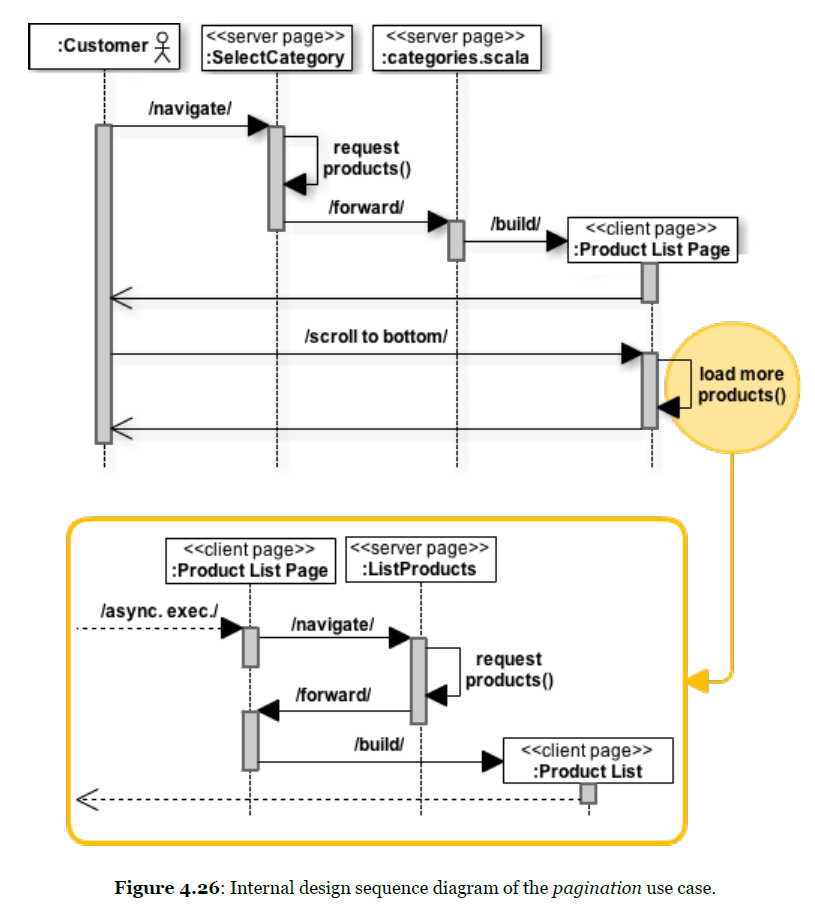 :Customer
<<server page>>
:SelectCategory
<<server page>>
:categories.scala
/navigate/
request
products()
/forward/
/build/
<<client page>>
:Product List Page
/scroll to bottom/
load more
products()
<<client page>>
:Product List Page
<<server page>>
:ListProducts
/async. exec./
/navigate/
request
products()
/forward/
/build/
<<client page>>
:Product List
Figure 4.26: Internal design sequence diagram of the pagination use case.